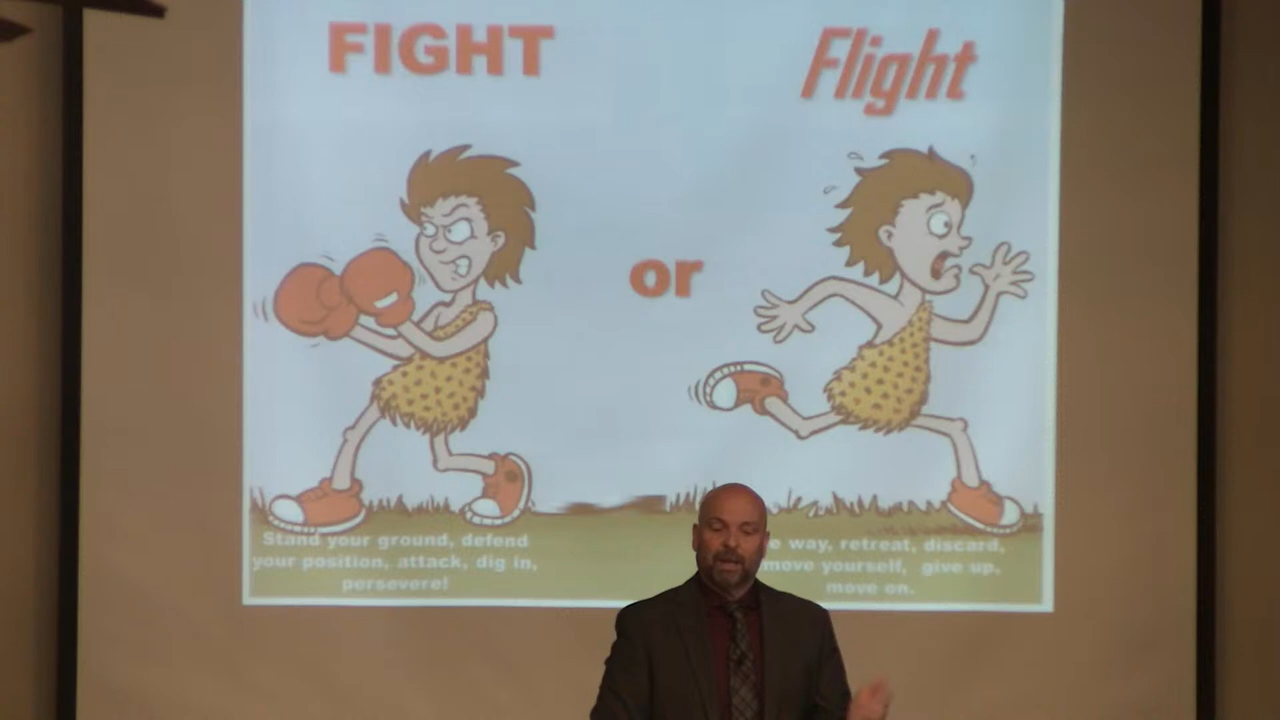 FIGHT
Flight
or
Stand your ground, defend
your position, attack, dig in,
persevere!
way, retreat, discard,
move yourself, give up,
move on.